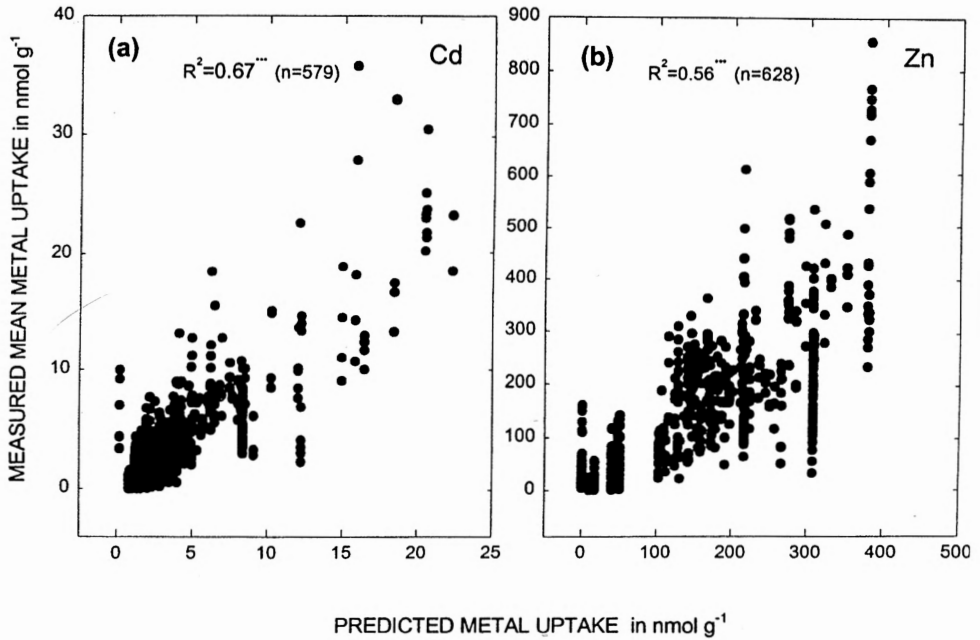 MEASURED MEAN METAL UPTAKE in nmol g⁻¹
(a)
Cd
R²=0.67*** (n=579)
40
30
20
10
0
0 5 10 15 20 25
(b)
Zn
R²=0.56*** (n=628)
900
800
700
600
500
400
300
200
100
0
0 100 200 300 400 500
PREDICTED METAL UPTAKE in nmol g⁻¹